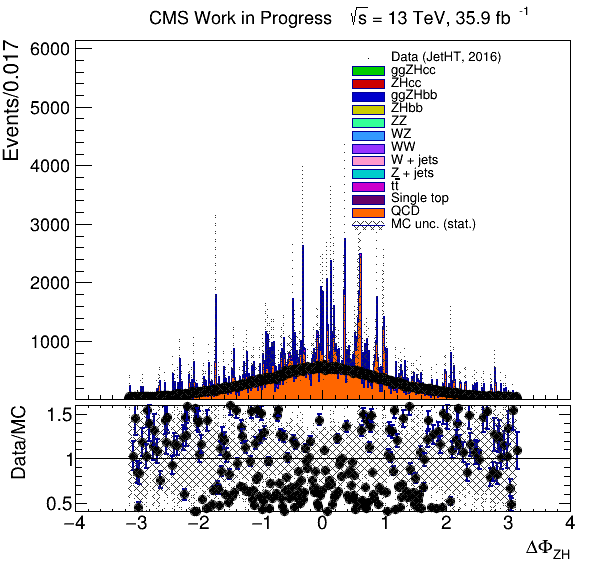 CMS Work in Progress √s = 13 TeV, 35.9 fb⁻¹
Events/0.017
6000
5000
4000
3000
2000
1000
Data (JetHT, 2016)
ggZHcc
ZHcc
ggZHbb
ZHbb
ZZ
WZ
WW
W + jets
Z + jets
tt̄
Single top
QCD
MC unc. (stat.)
Data/MC
1.5
1
0.5
−4 −3 −2 −1 0 1 2 3 4
ΔΦ_ZH